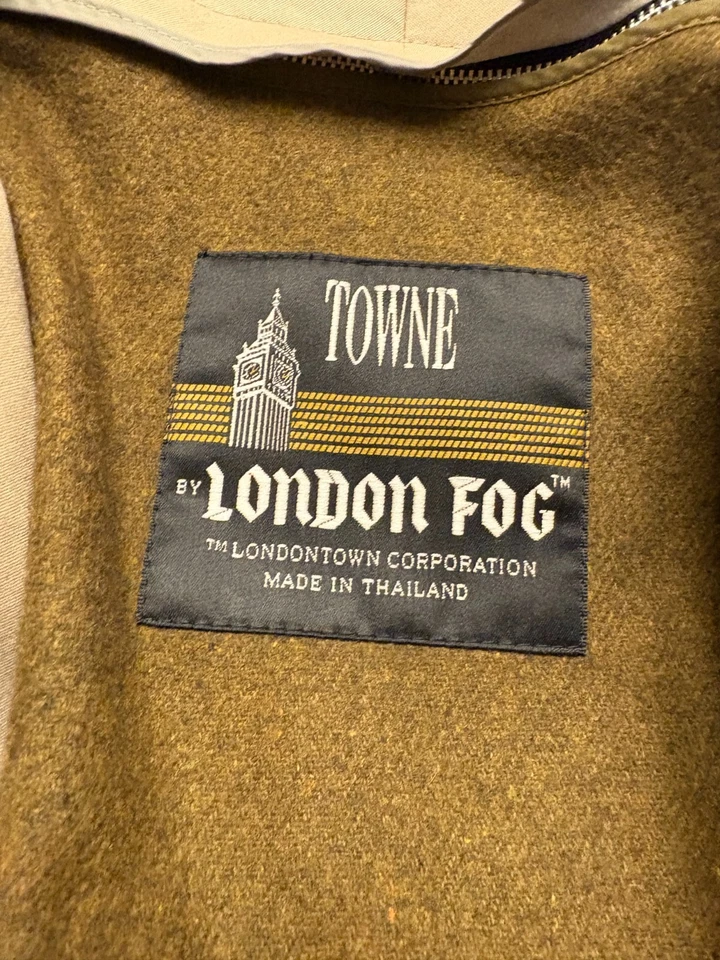 TOWNE
BY LONDON FOG™
™ LONDONTOWN CORPORATION
MADE IN THAILAND